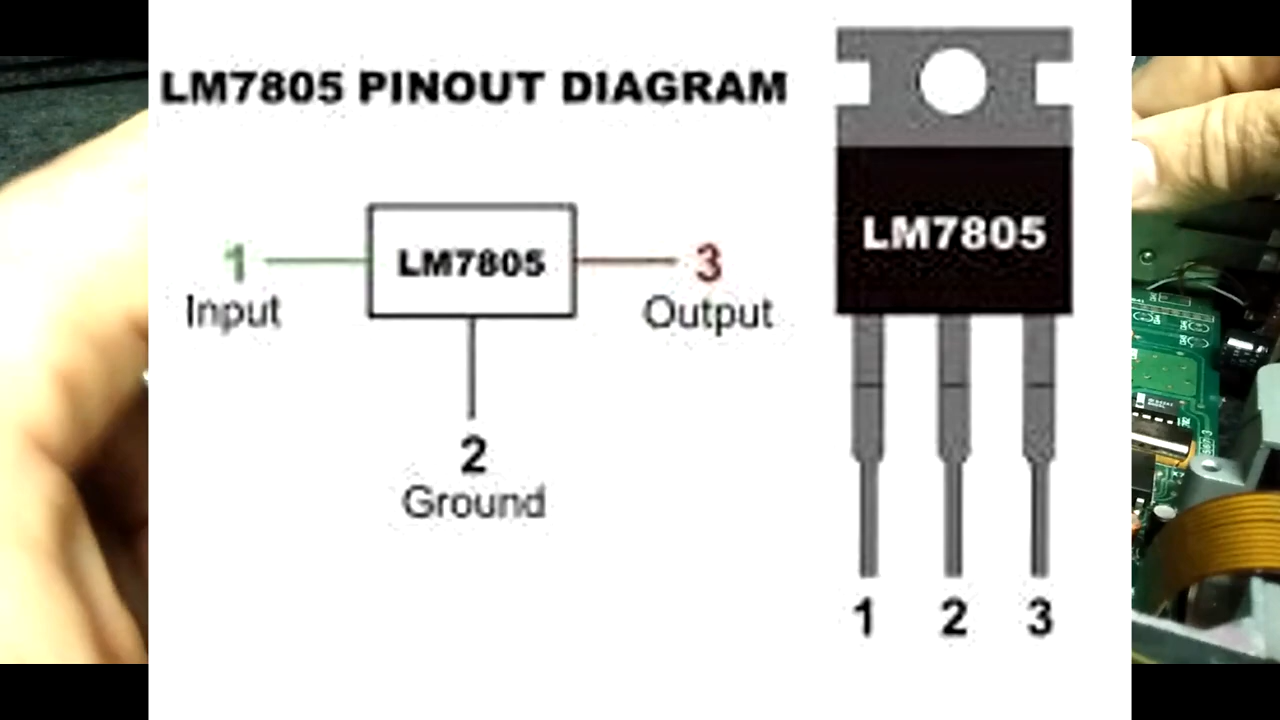 LM7805 PINOUT DIAGRAM
LM7805
1
Input
LM7805
3
Output
2
Ground
1 2 3